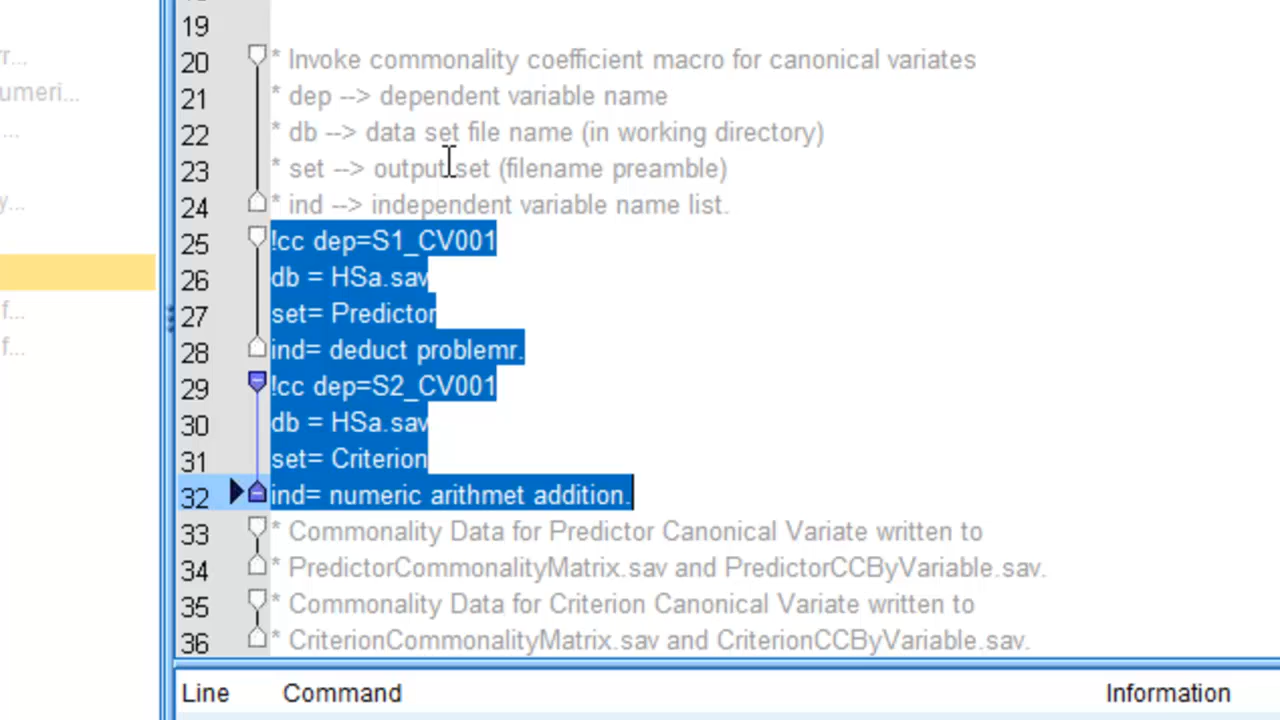 rr...
umeri...
...
y...
f...
f...
19
20 * Invoke commonality coefficient macro for canonical variates
21 * dep --> dependent variable name
22 * db --> data set file name (in working directory)
23 * set --> output set (filename preamble)
24 * ind --> independent variable name list.
25 !cc dep=S1_CV001
26 db = HSa.sav
27 set= Predictor
28 ind= deduct problemr.
29 !cc dep=S2_CV001
30 db = HSa.sav
31 set= Criterion
32 ind= numeric arithmet addition.
33 * Commonality Data for Predictor Canonical Variate written to
34 * PredictorCommonalityMatrix.sav and PredictorCCByVariable.sav.
35 * Commonality Data for Criterion Canonical Variate written to
36 * CriterionCommonalityMatrix.sav and CriterionCCByVariable.sav.
Line Command Information